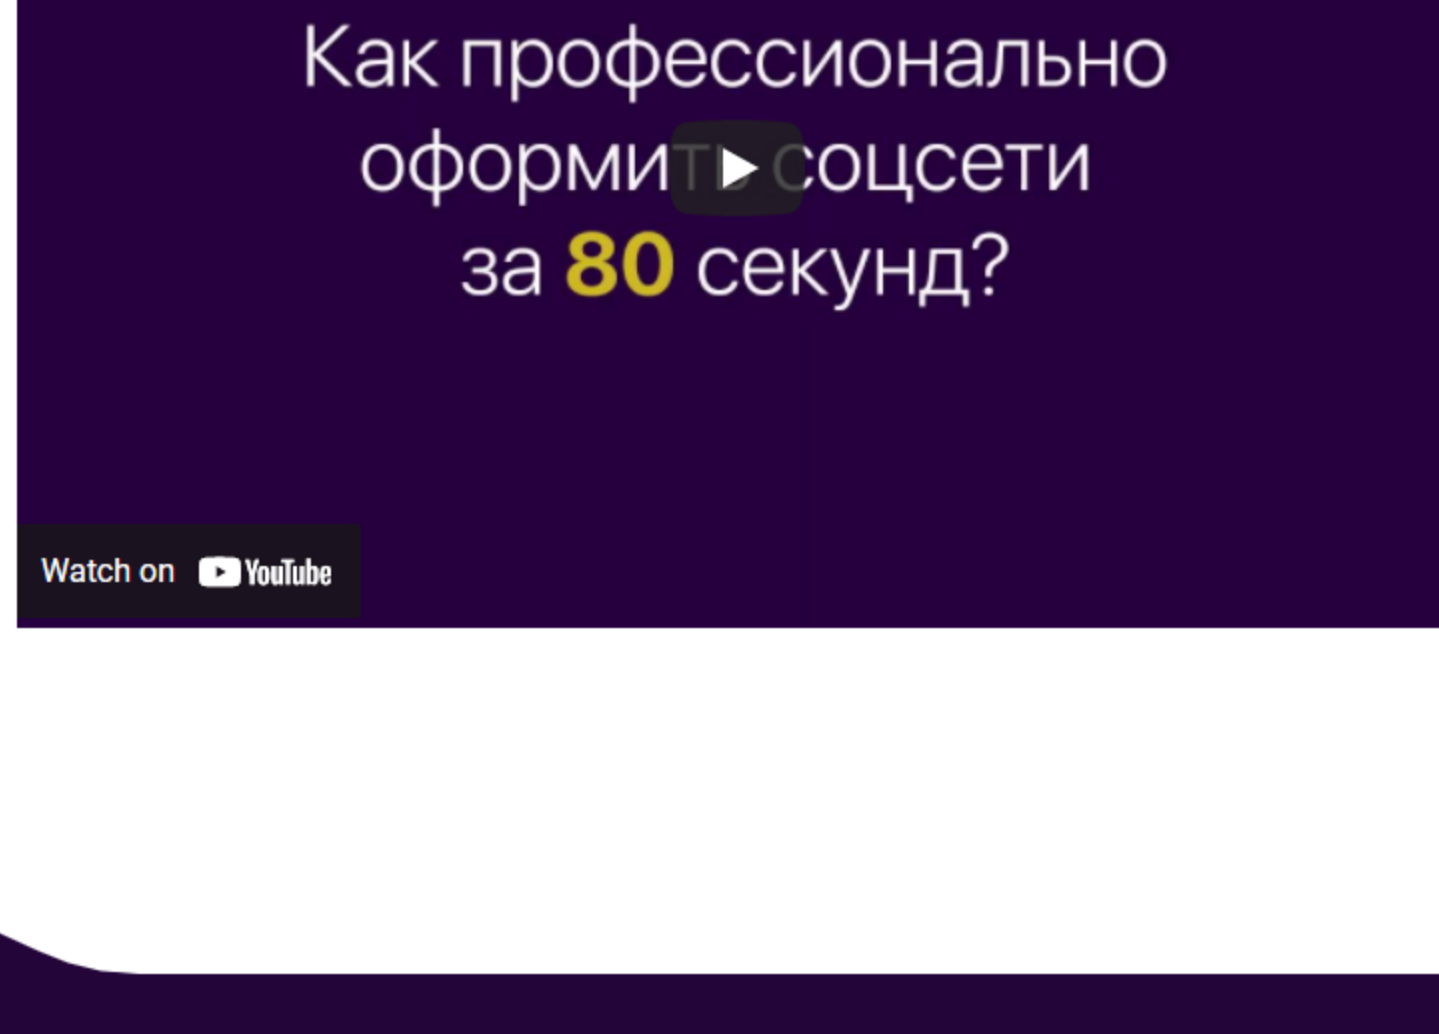 Как профессионально
оформить соцсети
за 80 секунд?
Watch on YouTube